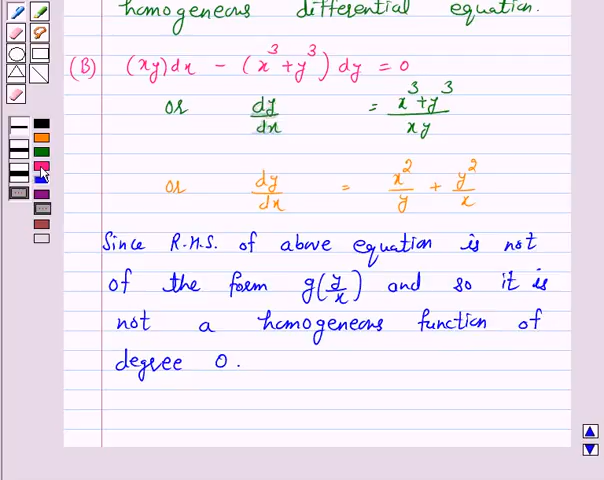 homogeneous differential equation.
(B) (xy)dx - (x³+y³) dy = 0
or dy/dx = x³+y³/xy
or dy/dx = x²/y + y²/x
Since R.H.S. of above equation is not
of the form g(y/x) and so it is
not a homogeneous function of
degree 0.